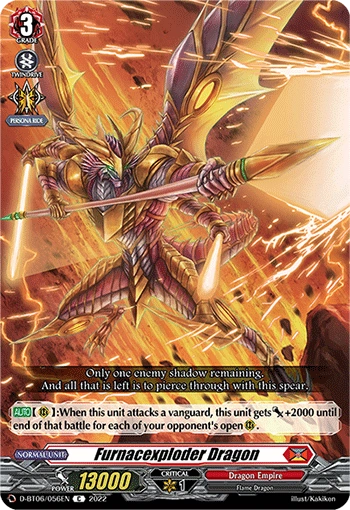 3
GRADE
TWINDRIVE
PERSONA RIDE
Only one enemy shadow remaining.
And all that is left is to pierce through with this spear.
AUTO 1:When this unit attacks a vanguard, this unit gets +2000 until
end of that battle for each of your opponent's open .
NORMAL UNIT
Furnacexploder Dragon
POWER 13000
CRITICAL
1
Dragon Empire
Flame Dragon
D-BT06/056EN C 2022
illust/Kakikon